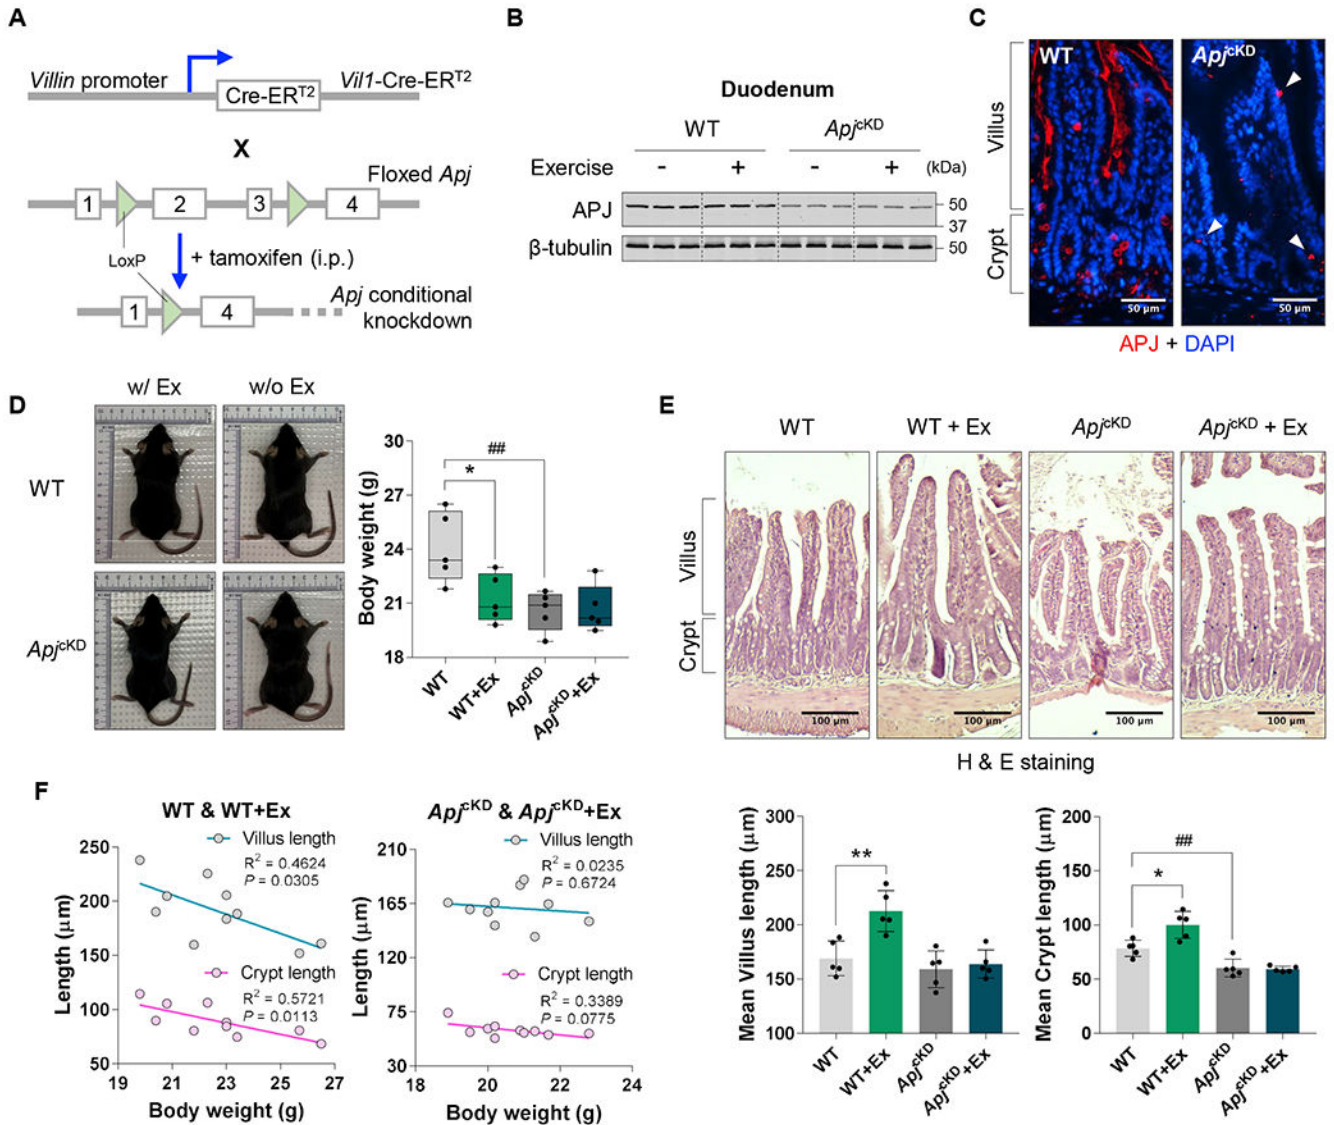 A
Villin promoter
Cre-ERT2
Vil1-Cre-ERT2
X
Floxed Apj
1
2
3
4
LoxP
+ tamoxifen (i.p.)
1
4
Apj conditional
knockdown
B
Duodenum
WT
ApjcKD
Exercise - + - + (kDa)
APJ
50
37
β-tubulin
50
C
WT
ApjcKD
Villus
Crypt
50 µm
50 µm
APJ + DAPI
D
w/ Ex
w/o Ex
WT
ApjcKD
Body weight (g)
30
27
24
21
18
##
*
WT
WT+Ex
ApjcKD
ApjcKD+Ex
E
WT
WT + Ex
ApjcKD
ApjcKD + Ex
Villus
Crypt
100 µm
100 µm
100 µm
100 µm
H & E staining
F
WT & WT+Ex
Villus length
R2 = 0.4624
P = 0.0305
Crypt length
R2 = 0.5721
P = 0.0113
Length (µm)
250
200
150
100
50
19
21
23
25
27
Body weight (g)
ApjcKD & ApjcKD+Ex
Villus length
R2 = 0.0235
P = 0.6724
Crypt length
R2 = 0.3389
P = 0.0775
Length (µm)
210
165
120
75
30
18
20
22
24
Body weight (g)
Mean Villus length (µm)
300
250
200
150
100
**
WT
WT+Ex
ApjcKD
ApjcKD+Ex
Mean Crypt length (µm)
200
150
100
50
0
##
*
WT
WT+Ex
ApjcKD
ApjcKD+Ex